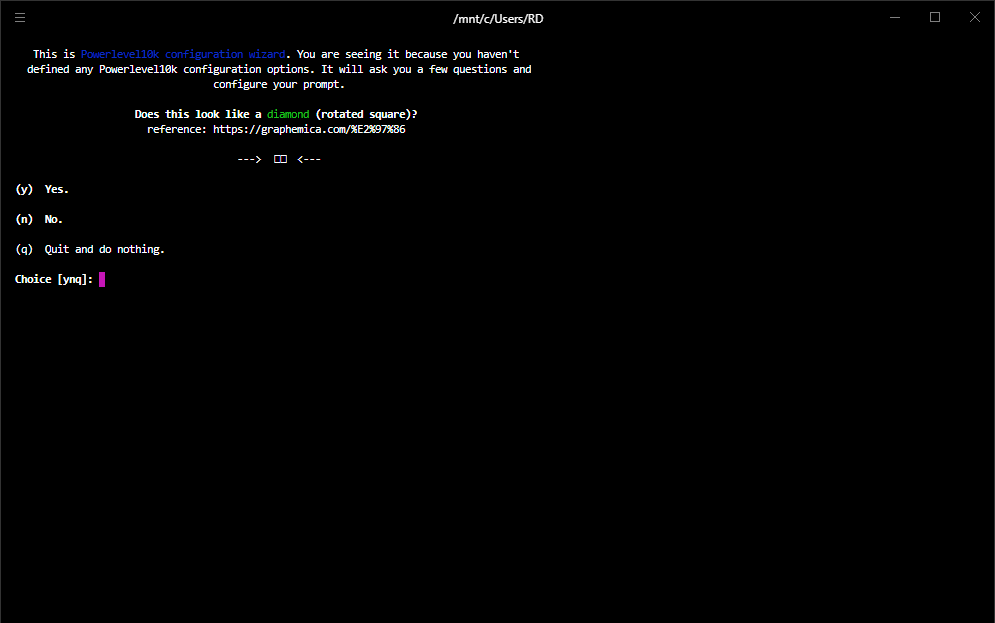 /mnt/c/Users/RD
This is Powerlevel10k configuration wizard. You are seeing it because you haven't
defined any Powerlevel10k configuration options. It will ask you a few questions and
configure your prompt.
Does this look like a diamond (rotated square)?
reference: https://graphemica.com/%E2%97%86
---> □□ <---
(y) Yes.
(n) No.
(q) Quit and do nothing.
Choice [ynq]: